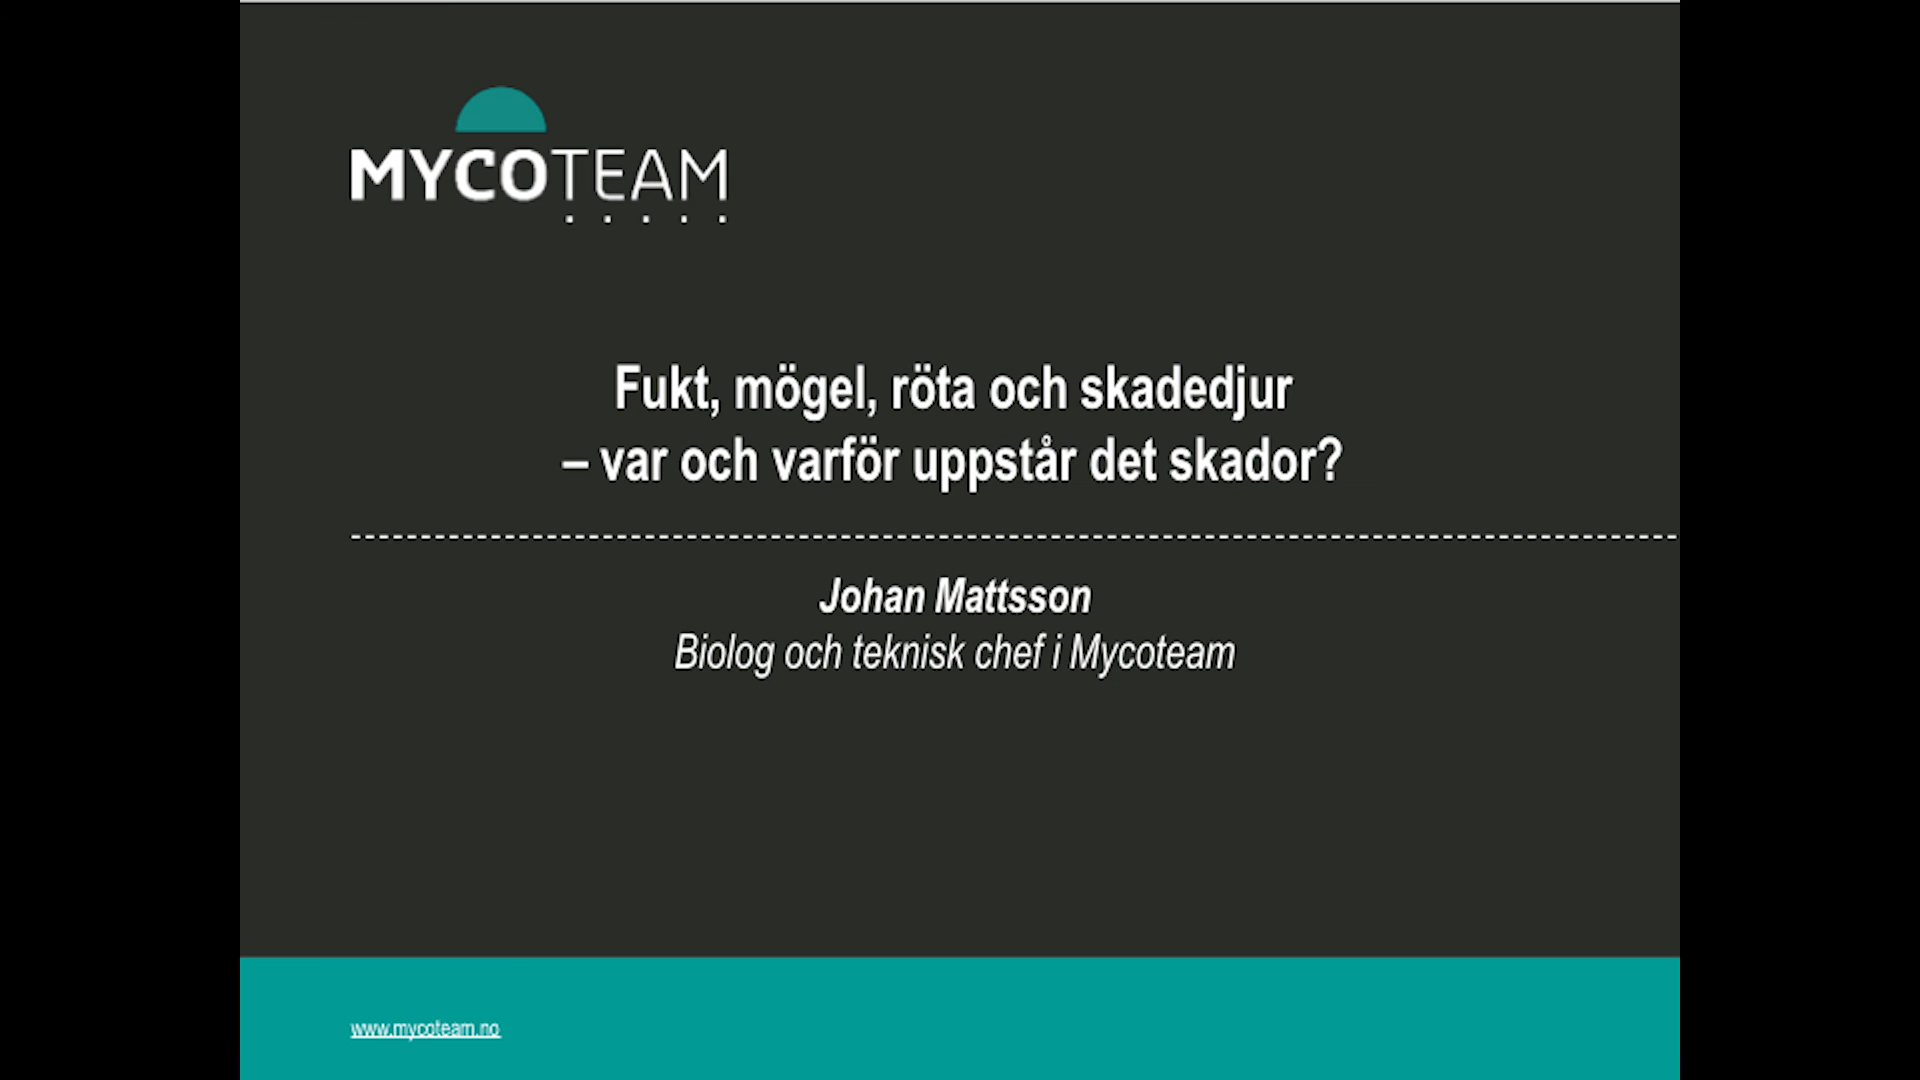 MYCOTEAM
Fukt, mögel, röta och skadedjur
– var och varför uppstår det skador?
Johan Mattsson
Biolog och teknisk chef i Mycoteam
www.mycoteam.no